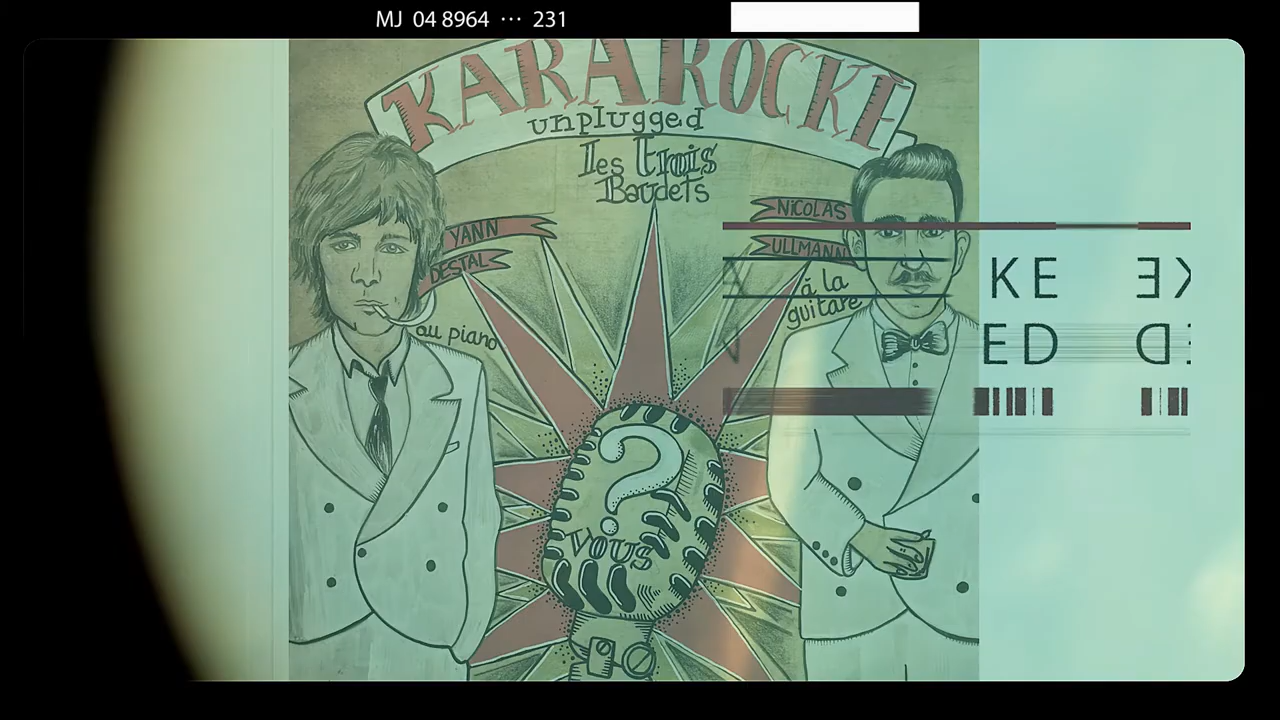 MJ 04 8964 ··· 231
KARAROCKÉ
unplugged
les trois
Baudets
YANN
DESTAL
au piano
NICOLAS
ULLMANN
à la
guitare
KE
ED
?
VOUS